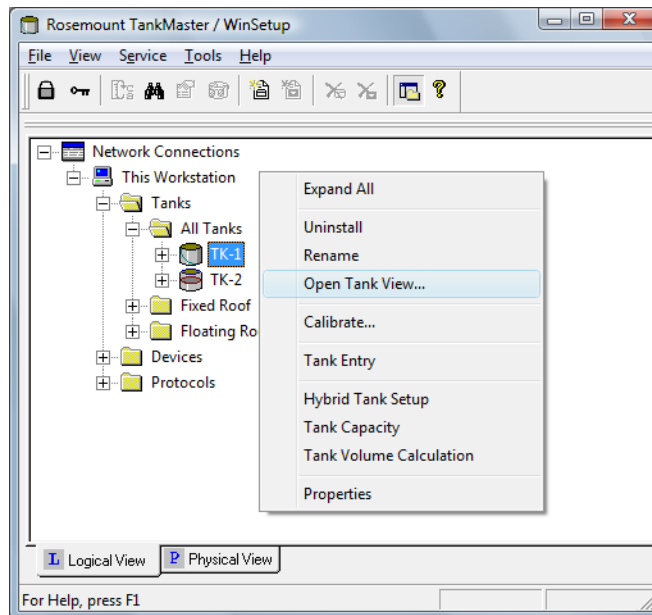 Rosemount TankMaster / WinSetup
File View Service Tools Help
Network Connections
This Workstation
Tanks
All Tanks
TK-1
TK-2
Fixed Roof
Floating Ro
Devices
Protocols
Expand All
Uninstall
Rename
Open Tank View...
Calibrate...
Tank Entry
Hybrid Tank Setup
Tank Capacity
Tank Volume Calculation
Properties
L Logical View P Physical View
For Help, press F1